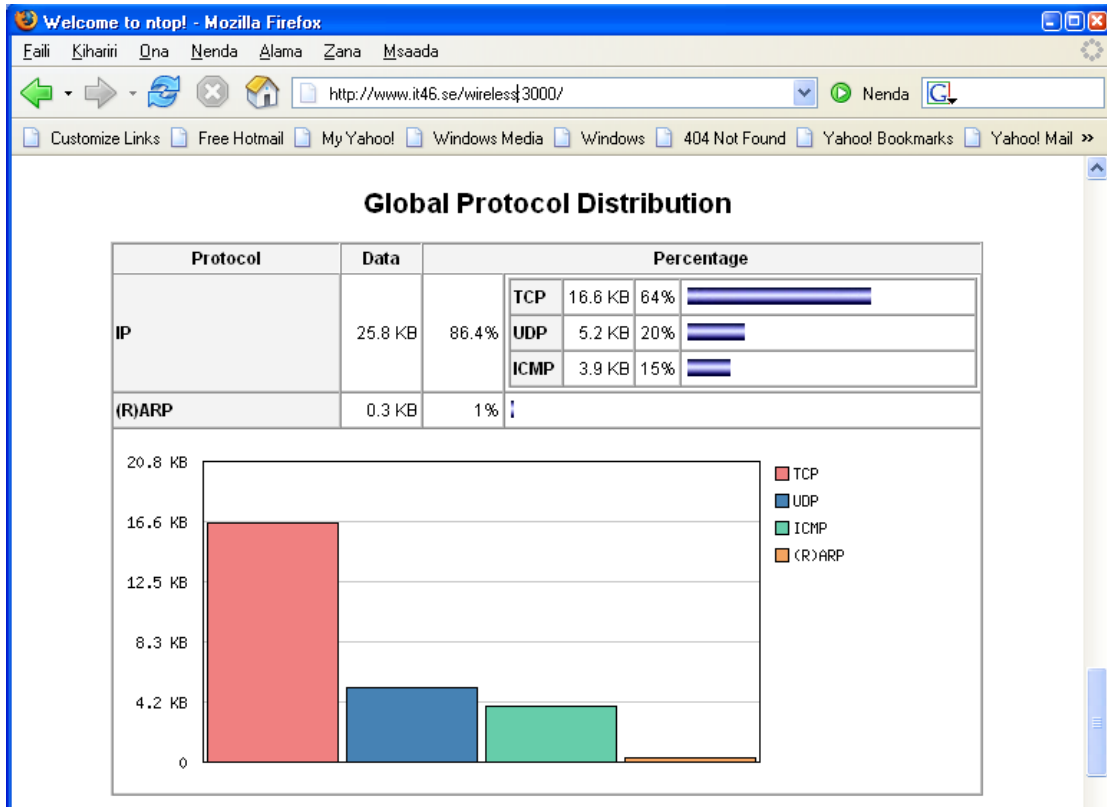 Welcome to ntop! - Mozilla Firefox
Faili Kihariri Ona Nenda Alama Zana Msaada
http://www.it46.se/wireless:3000/ Nenda G
Customize Links Free Hotmail My Yahoo! Windows Media Windows 404 Not Found Yahoo! Bookmarks Yahoo! Mail »
Global Protocol Distribution
Protocol Data Percentage
IP 25.8 KB 86.4% TCP 16.6 KB 64%
UDP 5.2 KB 20%
ICMP 3.9 KB 15%
(R)ARP 0.3 KB 1%
20.8 KB
16.6 KB
12.5 KB
8.3 KB
4.2 KB
0
TCP
UDP
ICMP
(R)ARP